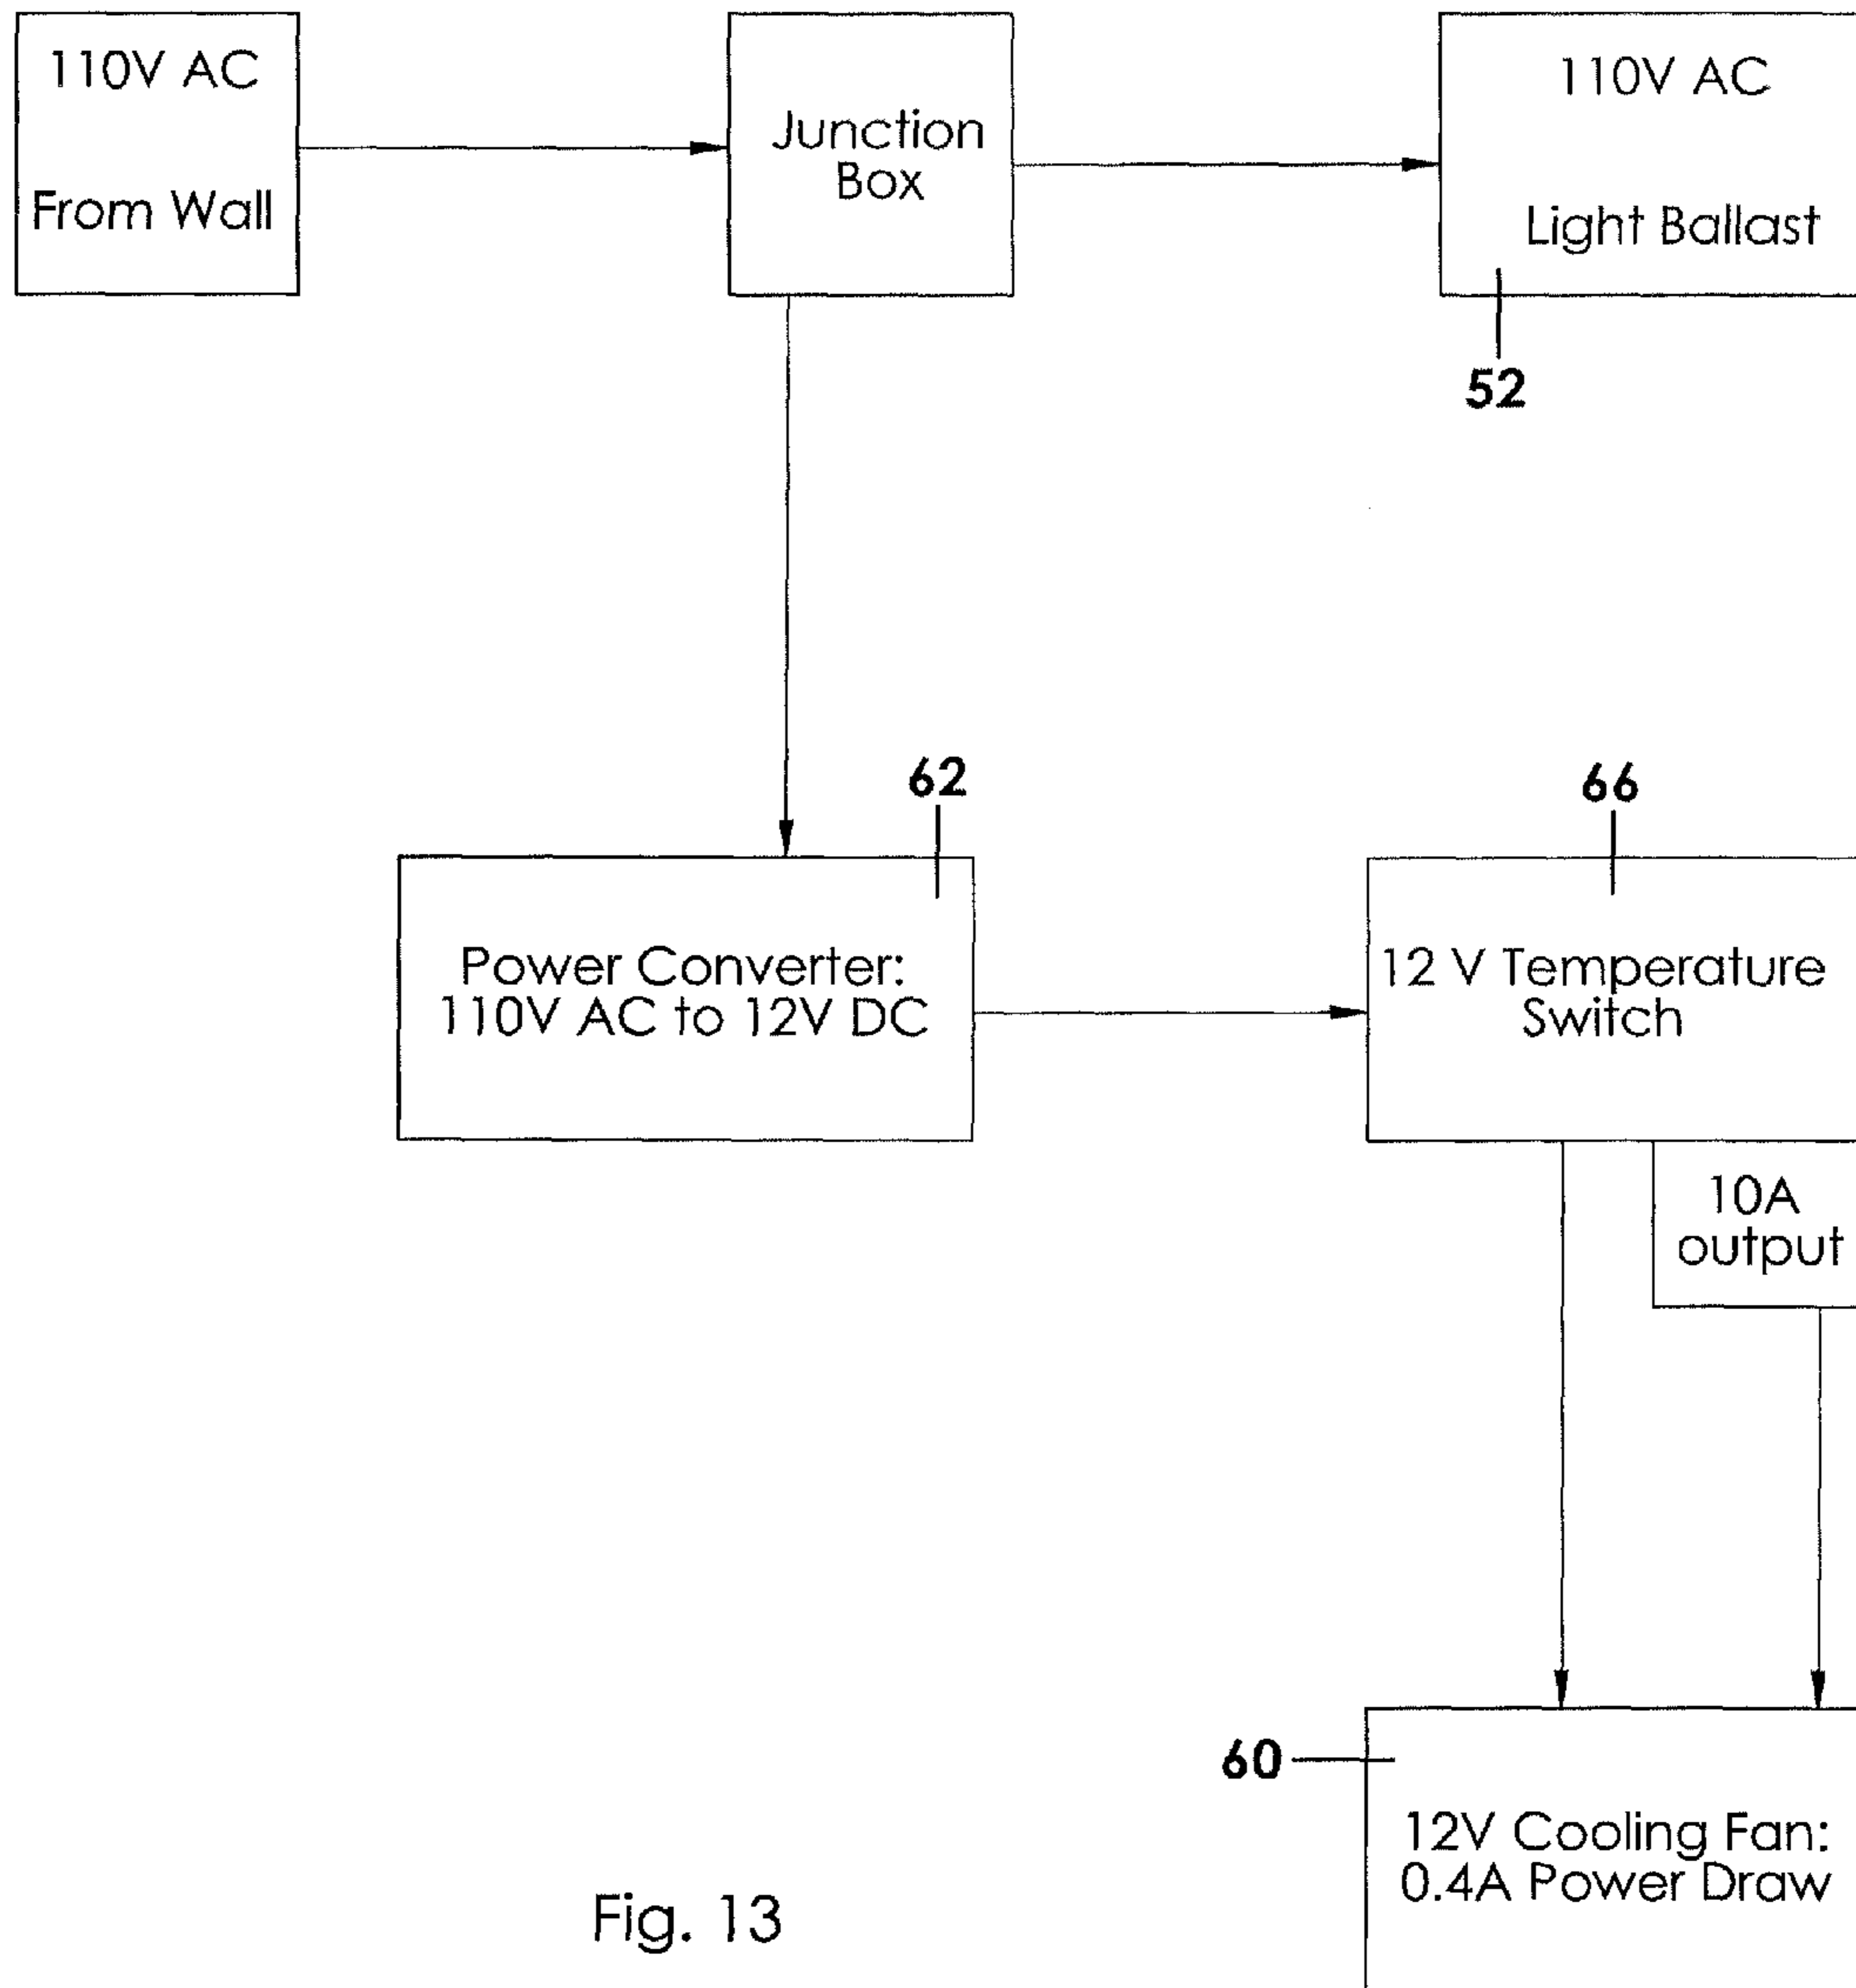 110V AC
From Wall
Junction
Box
110V AC
Light Ballast
52
62
66
Power Converter:
110V AC to 12V DC
12 V Temperature
Switch
10A
output
60
12V Cooling Fan:
0.4A Power Draw
Fig. 13